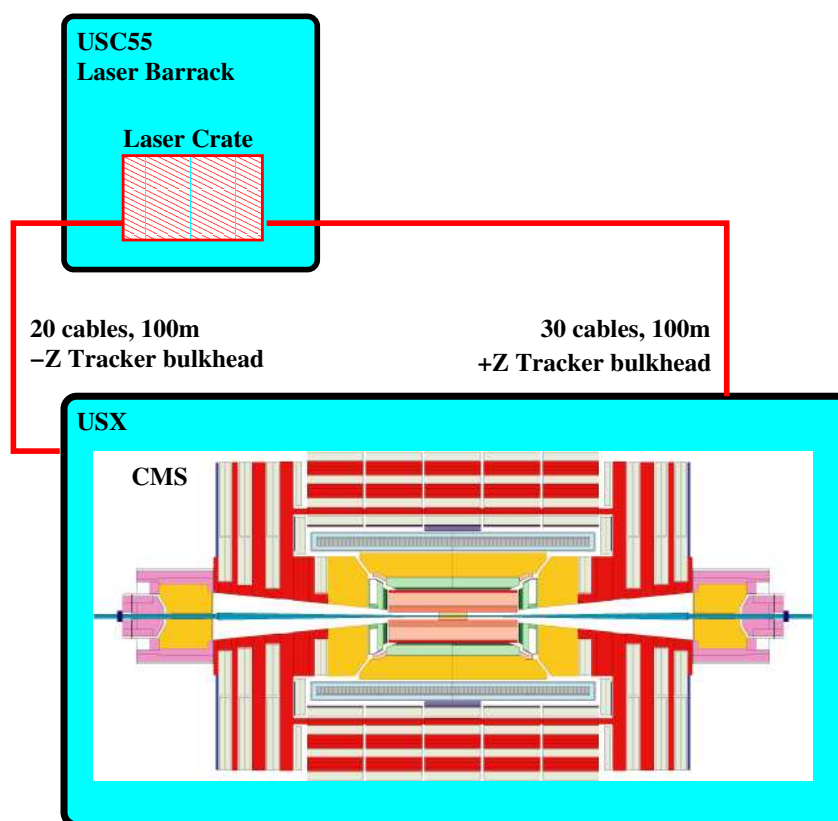 USC55
Laser Barrack
Laser Crate
20 cables, 100m
−Z Tracker bulkhead
30 cables, 100m
+Z Tracker bulkhead
USX
CMS